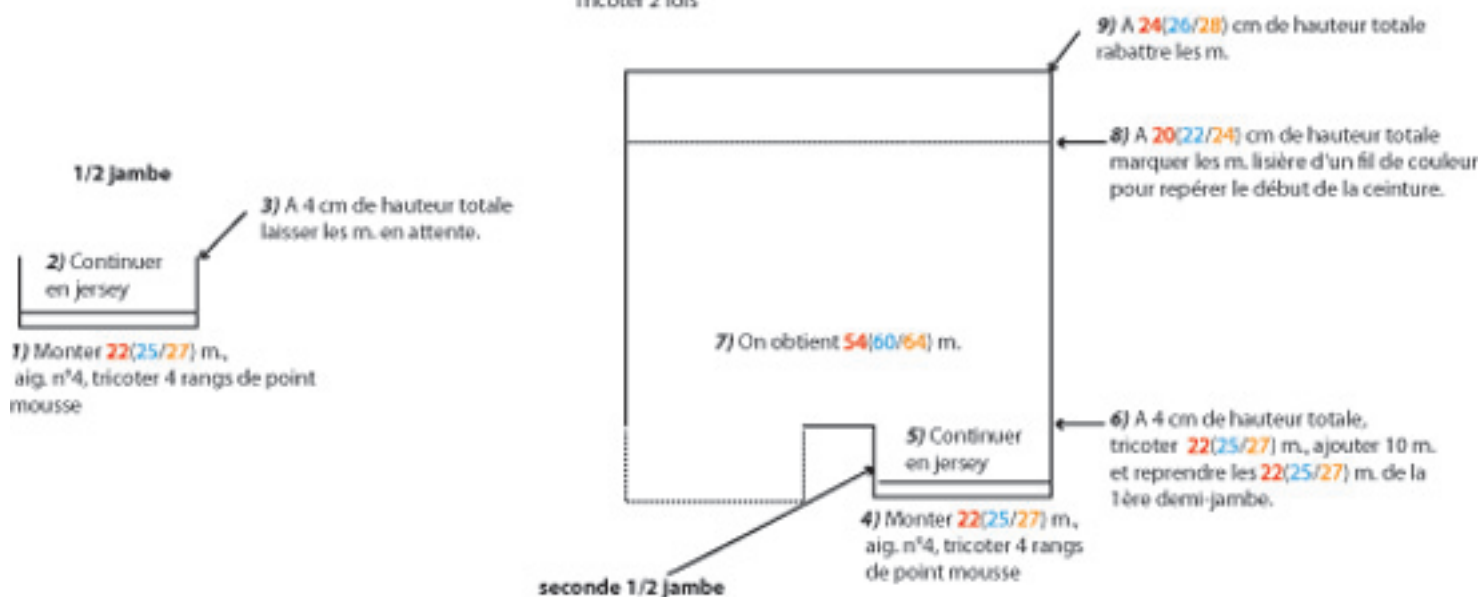 Tricoter 2 fois
1/2 jambe
3) A 4 cm de hauteur totale
laisser les m. en attente.
2) Continuer
en jersey
1) Monter 22(25/27) m.,
aig. n°4, tricoter 4 rangs de point
mousse
9) A 24(26/28) cm de hauteur totale
rabattre les m.
8) A 20(22/24) cm de hauteur totale
marquer les m. lisière d'un fil de couleur
pour repérer le début de la ceinture.
7) On obtient 54(60/64) m.
6) A 4 cm de hauteur totale,
tricoter 22(25/27) m., ajouter 10 m.
et reprendre les 22(25/27) m. de la
1ère demi-jambe.
5) Continuer
en jersey
4) Monter 22(25/27) m.,
aig. n°4, tricoter 4 rangs
de point mousse
seconde 1/2 jambe